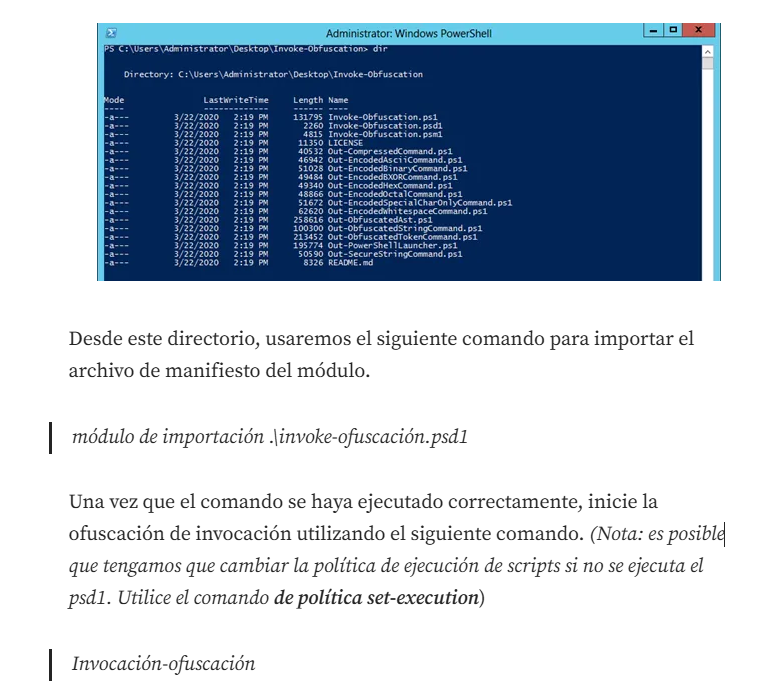 Administrator: Windows PowerShell
PS C:\Users\Administrator\Desktop\Invoke-Obfuscation> dir
Directory: C:\Users\Administrator\Desktop\Invoke-Obfuscation
Mode LastWriteTime Length Name
---- ------------- ------ ----
-a--- 3/22/2020 2:19 PM 131795 Invoke-Obfuscation.ps1
-a--- 3/22/2020 2:19 PM 2260 Invoke-Obfuscation.psd1
-a--- 3/22/2020 2:19 PM 4815 Invoke-Obfuscation.psm1
-a--- 3/22/2020 2:19 PM 11350 LICENSE
-a--- 3/22/2020 2:19 PM 40532 Out-CompressedCommand.ps1
-a--- 3/22/2020 2:19 PM 46942 Out-EncodedAsciiCommand.ps1
-a--- 3/22/2020 2:19 PM 51028 Out-EncodedBinaryCommand.ps1
-a--- 3/22/2020 2:19 PM 49484 Out-EncodedBXORCommand.ps1
-a--- 3/22/2020 2:19 PM 49340 Out-EncodedHexCommand.ps1
-a--- 3/22/2020 2:19 PM 48866 Out-EncodedOctalCommand.ps1
-a--- 3/22/2020 2:19 PM 51672 Out-EncodedSpecialCharOnlyCommand.ps1
-a--- 3/22/2020 2:19 PM 62620 Out-EncodedWhitespaceCommand.ps1
-a--- 3/22/2020 2:19 PM 258616 Out-ObfuscatedAst.ps1
-a--- 3/22/2020 2:19 PM 100300 Out-ObfuscatedStringCommand.ps1
-a--- 3/22/2020 2:19 PM 213452 Out-ObfuscatedTokenCommand.ps1
-a--- 3/22/2020 2:19 PM 195774 Out-PowerShellLauncher.ps1
-a--- 3/22/2020 2:19 PM 50590 Out-SecureStringCommand.ps1
-a--- 3/22/2020 2:19 PM 8326 README.md
Desde este directorio, usaremos el siguiente comando para importar el
archivo de manifiesto del módulo.
módulo de importación .\invoke-ofuscación.psd1
Una vez que el comando se haya ejecutado correctamente, inicie la
ofuscación de invocación utilizando el siguiente comando. (Nota: es posible
que tengamos que cambiar la política de ejecución de scripts si no se ejecuta el
psd1. Utilice el comando de política set-execution)
Invocación-ofuscación